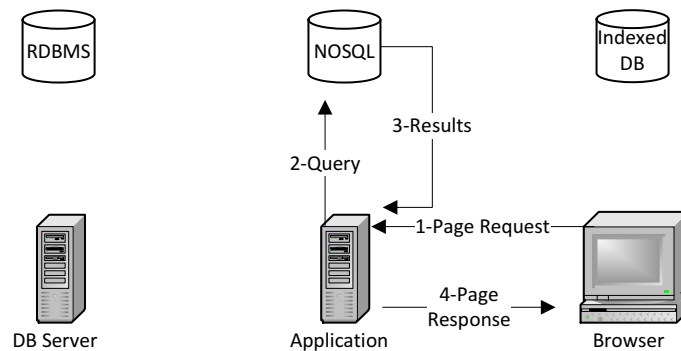 RDBMS
NOSQL
Indexed
DB
3-Results
2-Query
1-Page Request
4-Page
Response
DB Server
Application
Browser